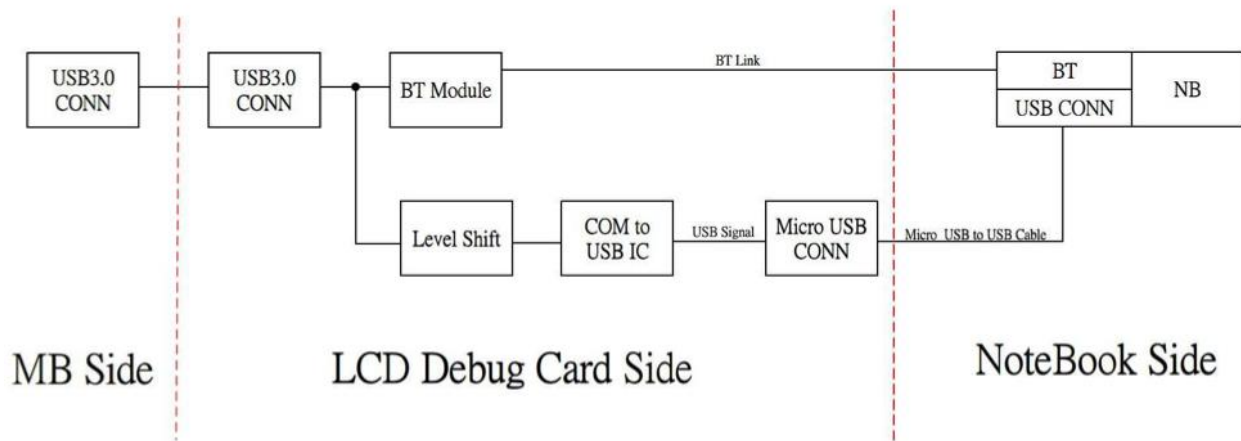 USB3.0
CONN
USB3.0
CONN
BT Module
BT Link
BT
USB CONN
NB
Level Shift
COM to
USB IC
USB Signal
Micro USB
CONN
Micro USB to USB Cable
MB Side
LCD Debug Card Side
NoteBook Side